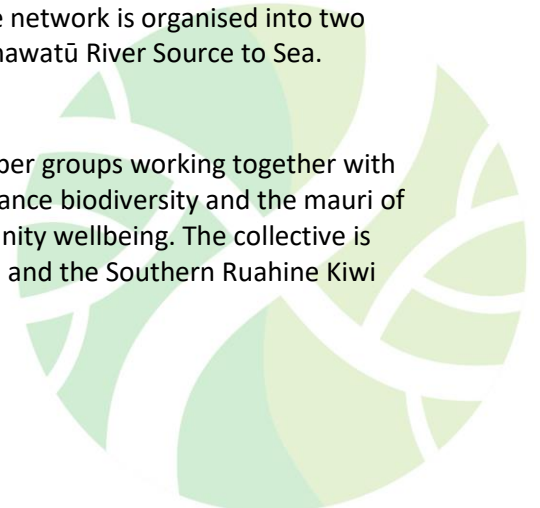 e network is organised into two
nawatū River Source to Sea.
ber groups working together with
ance biodiversity and the mauri of
nity wellbeing. The collective is
and the Southern Ruahine Kiwi